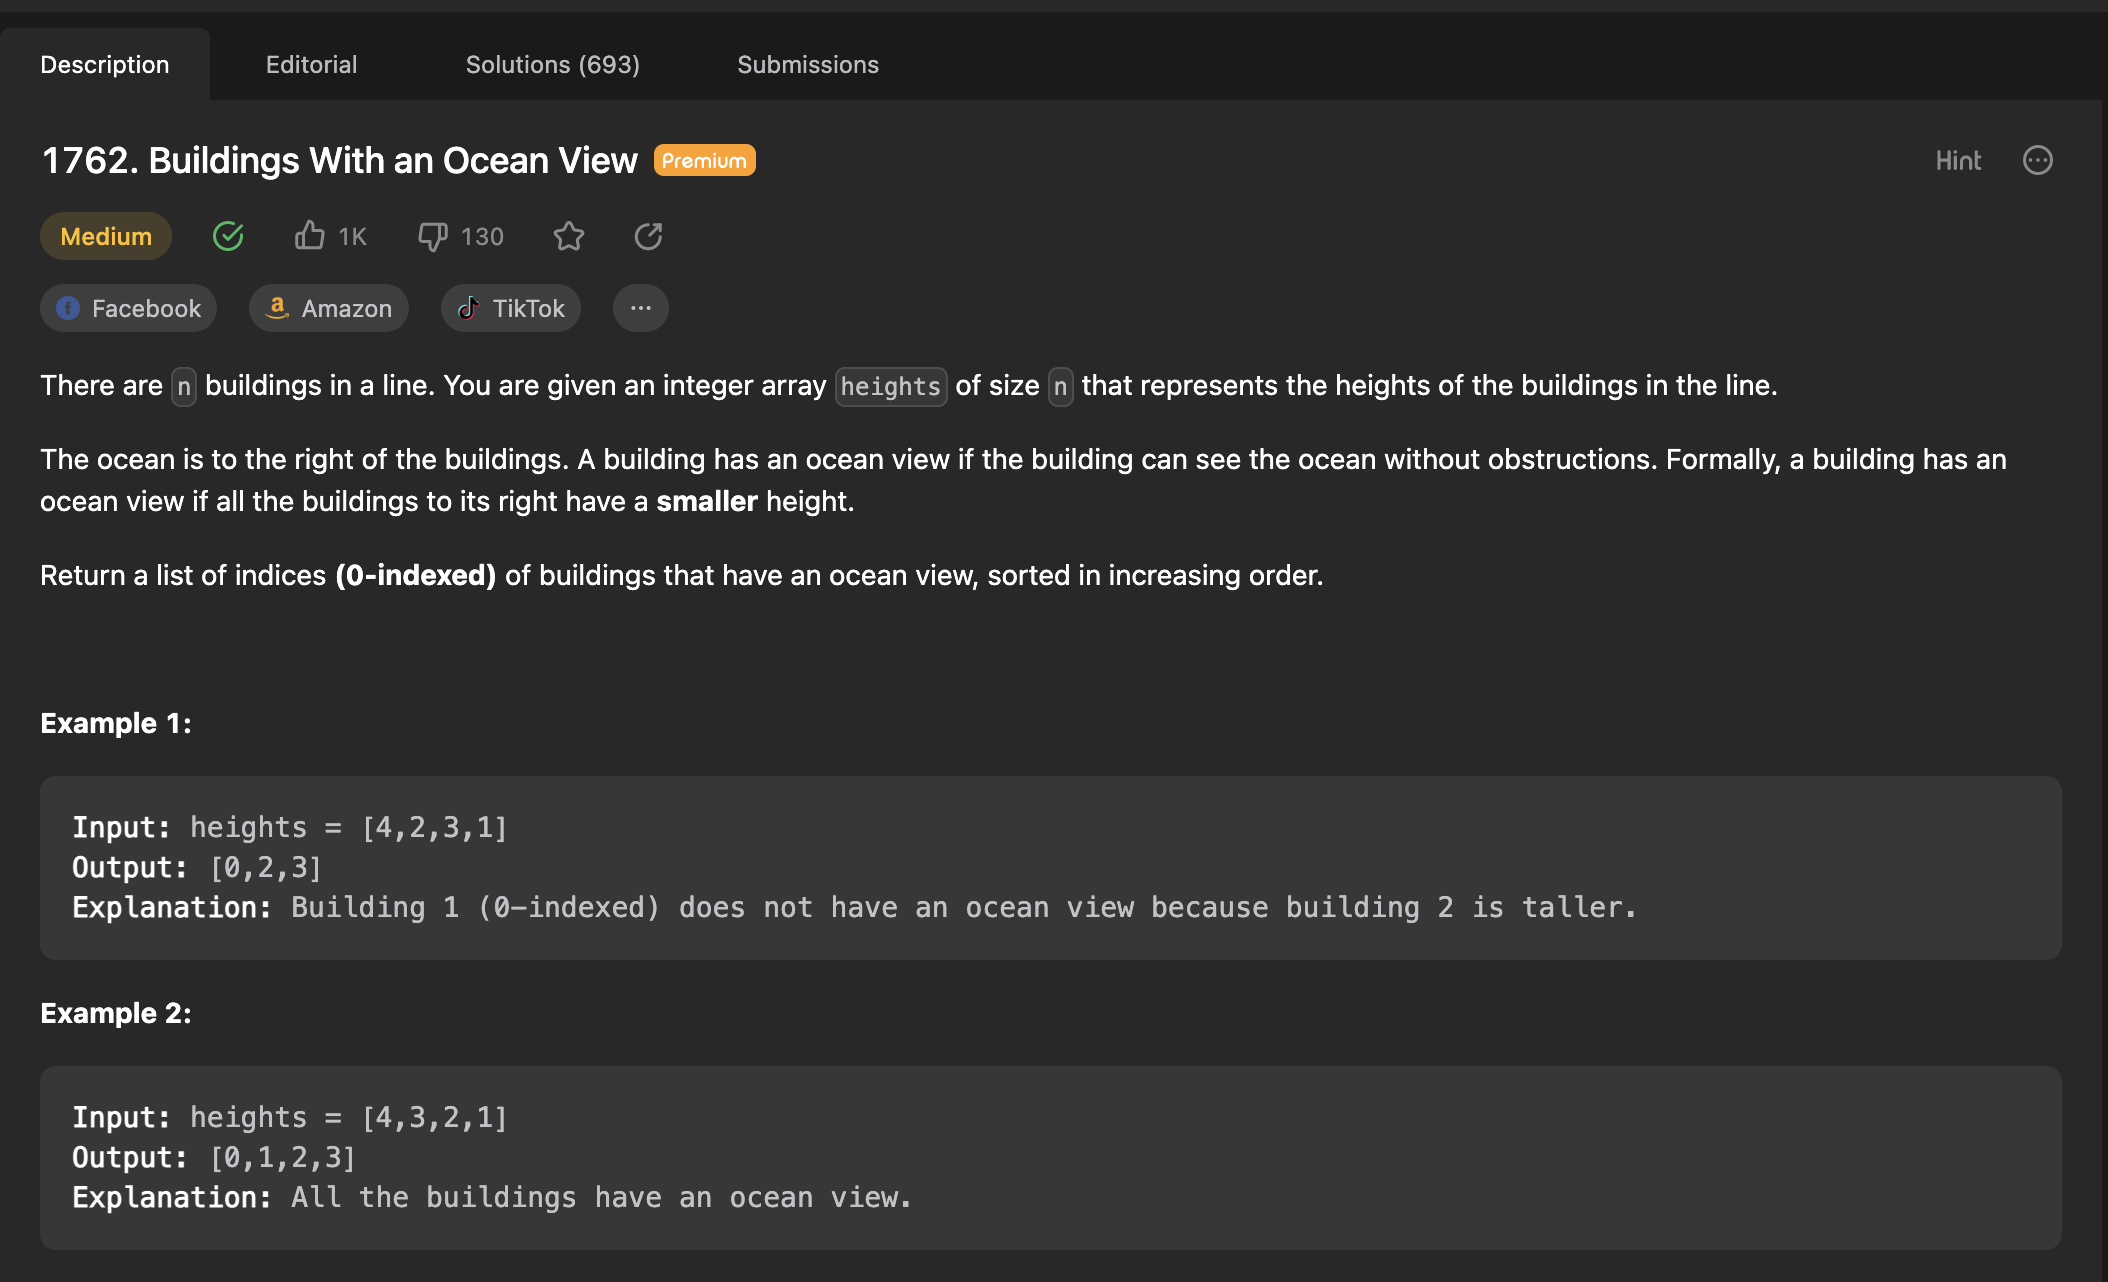 Description Editorial Solutions (693) Submissions
1762. Buildings With an Ocean View Premium Hint
Medium 1K 130
Facebook Amazon TikTok ...
There are n buildings in a line. You are given an integer array heights of size n that represents the heights of the buildings in the line.
The ocean is to the right of the buildings. A building has an ocean view if the building can see the ocean without obstructions. Formally, a building has an
ocean view if all the buildings to its right have a smaller height.
Return a list of indices (0-indexed) of buildings that have an ocean view, sorted in increasing order.
Example 1:
Input: heights = [4,2,3,1]
Output: [0,2,3]
Explanation: Building 1 (0-indexed) does not have an ocean view because building 2 is taller.
Example 2:
Input: heights = [4,3,2,1]
Output: [0,1,2,3]
Explanation: All the buildings have an ocean view.